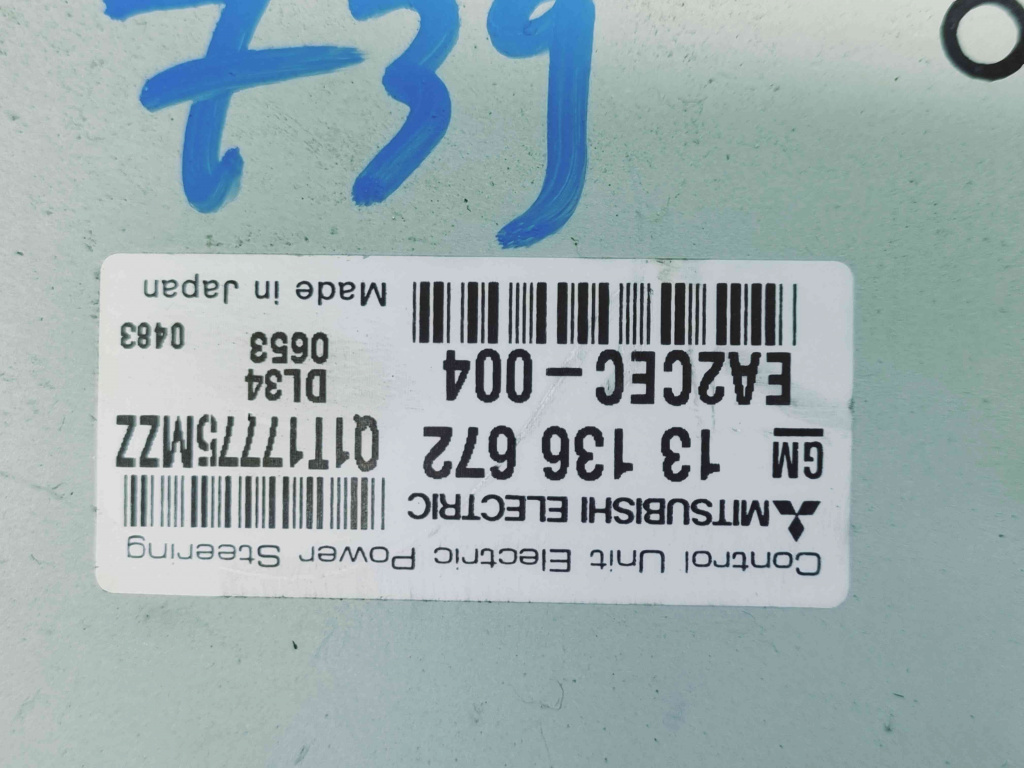 739
Control Unit Electric Power Steering
MITSUBISHI ELECTRIC
GM 13 136 672
Q1T17775MZZ
EA2CEC-004
DL34
0653
0483
Made in Japan